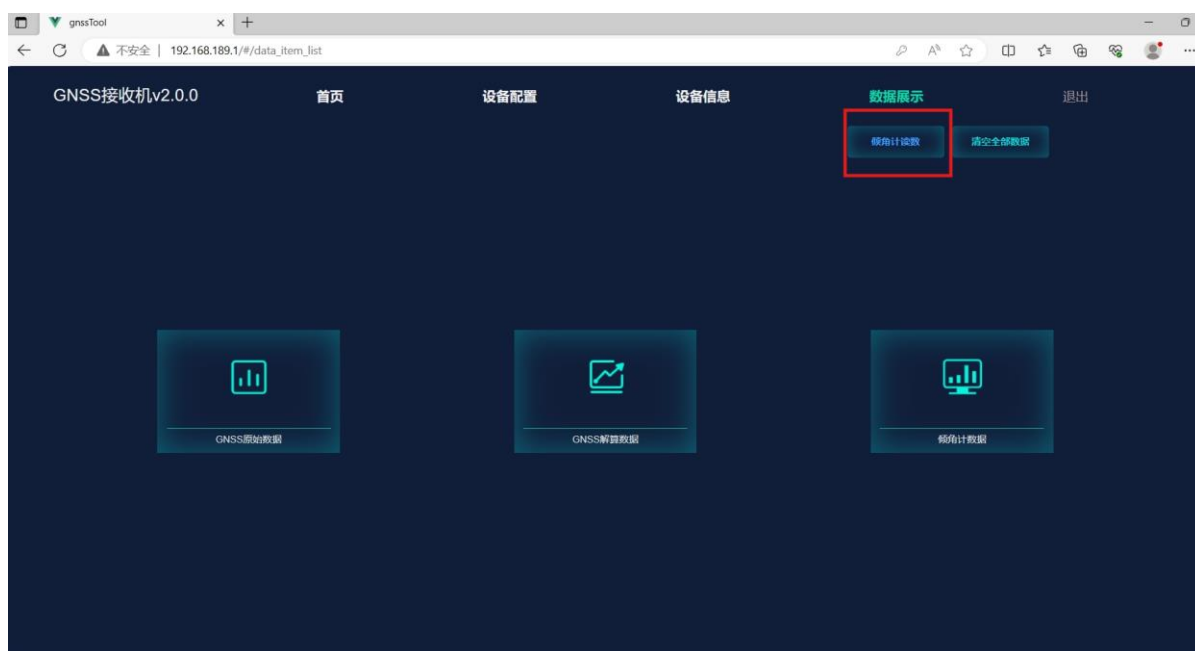 gnssTool
不安全 | 192.168.189.1/#/data_item_list
GNSS接收机v2.0.0 首页 设备配置 设备信息 数据展示 退出
倾角计读数 清空全部数据
GNSS原始数据 GNSS解算数据 倾角计数据